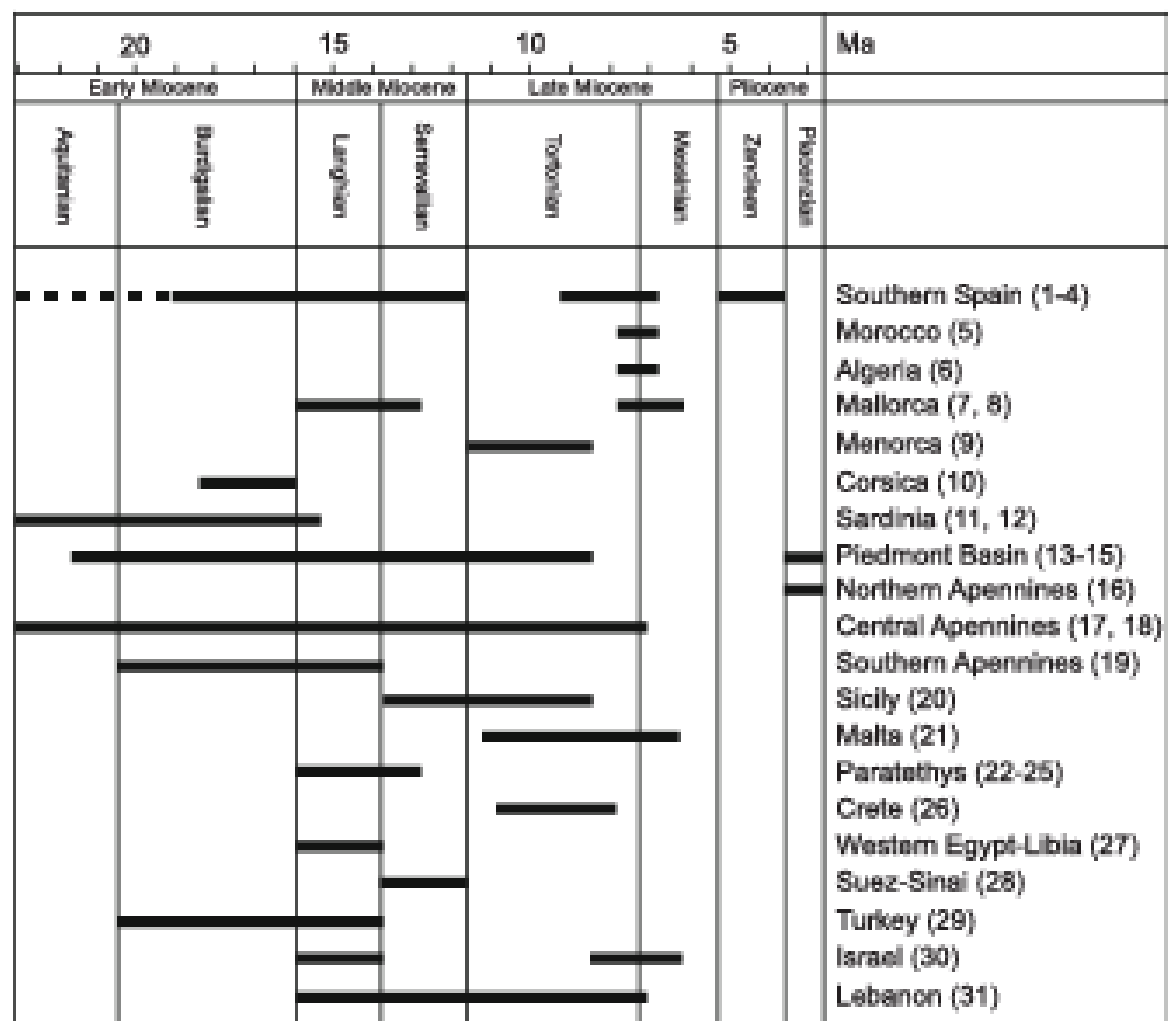 20 15 10 5 Ma
Early Miocene Middle Miocene Late Miocene Pliocene
Aquitanian Burdigalian Langhian Serravallian Tortonian Messinian Zanclean Piacenzian
Southern Spain (1-4)
Morocco (5)
Algeria (6)
Mallorca (7, 8)
Menorca (9)
Corsica (10)
Sardinia (11, 12)
Piedmont Basin (13-15)
Northern Apennines (16)
Central Apennines (17, 18)
Southern Apennines (19)
Sicily (20)
Malta (21)
Paratethys (22-25)
Crete (26)
Western Egypt-Libia (27)
Suez-Sinai (28)
Turkey (29)
Israel (30)
Lebanon (31)